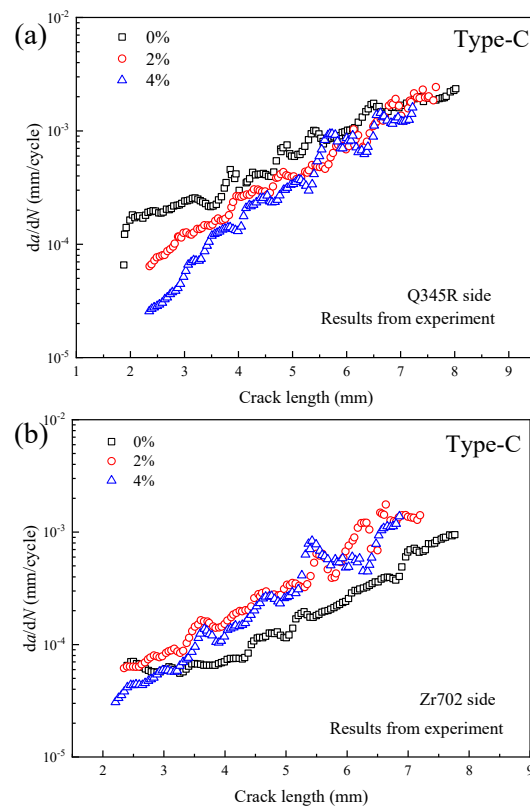 (a)
Type-C
0%
2%
4%
10⁻²
10⁻³
10⁻⁴
10⁻⁵
da/dN (mm/cycle)
Q345R side
Results from experiment
1 2 3 4 5 6 7 8 9
Crack length (mm)
(b)
Type-C
0%
2%
4%
10⁻²
10⁻³
10⁻⁴
10⁻⁵
da/dN (mm/cycle)
Zr702 side
Results from experiment
2 3 4 5 6 7 8 9
Crack length (mm)